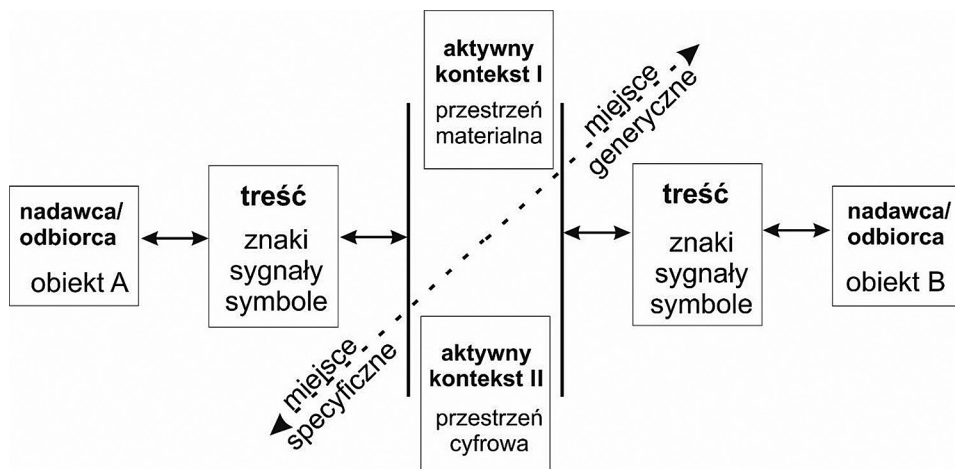 aktywny
kontekst I
przestrzeń
materialna
miejsce
generyczne
nadawca/
odbiorca
obiekt A
treść
znaki
sygnały
symbole
treść
znaki
sygnały
symbole
nadawca/
odbiorca
obiekt B
miejsce
specyficzne
aktywny
kontekst II
przestrzeń
cyfrowa